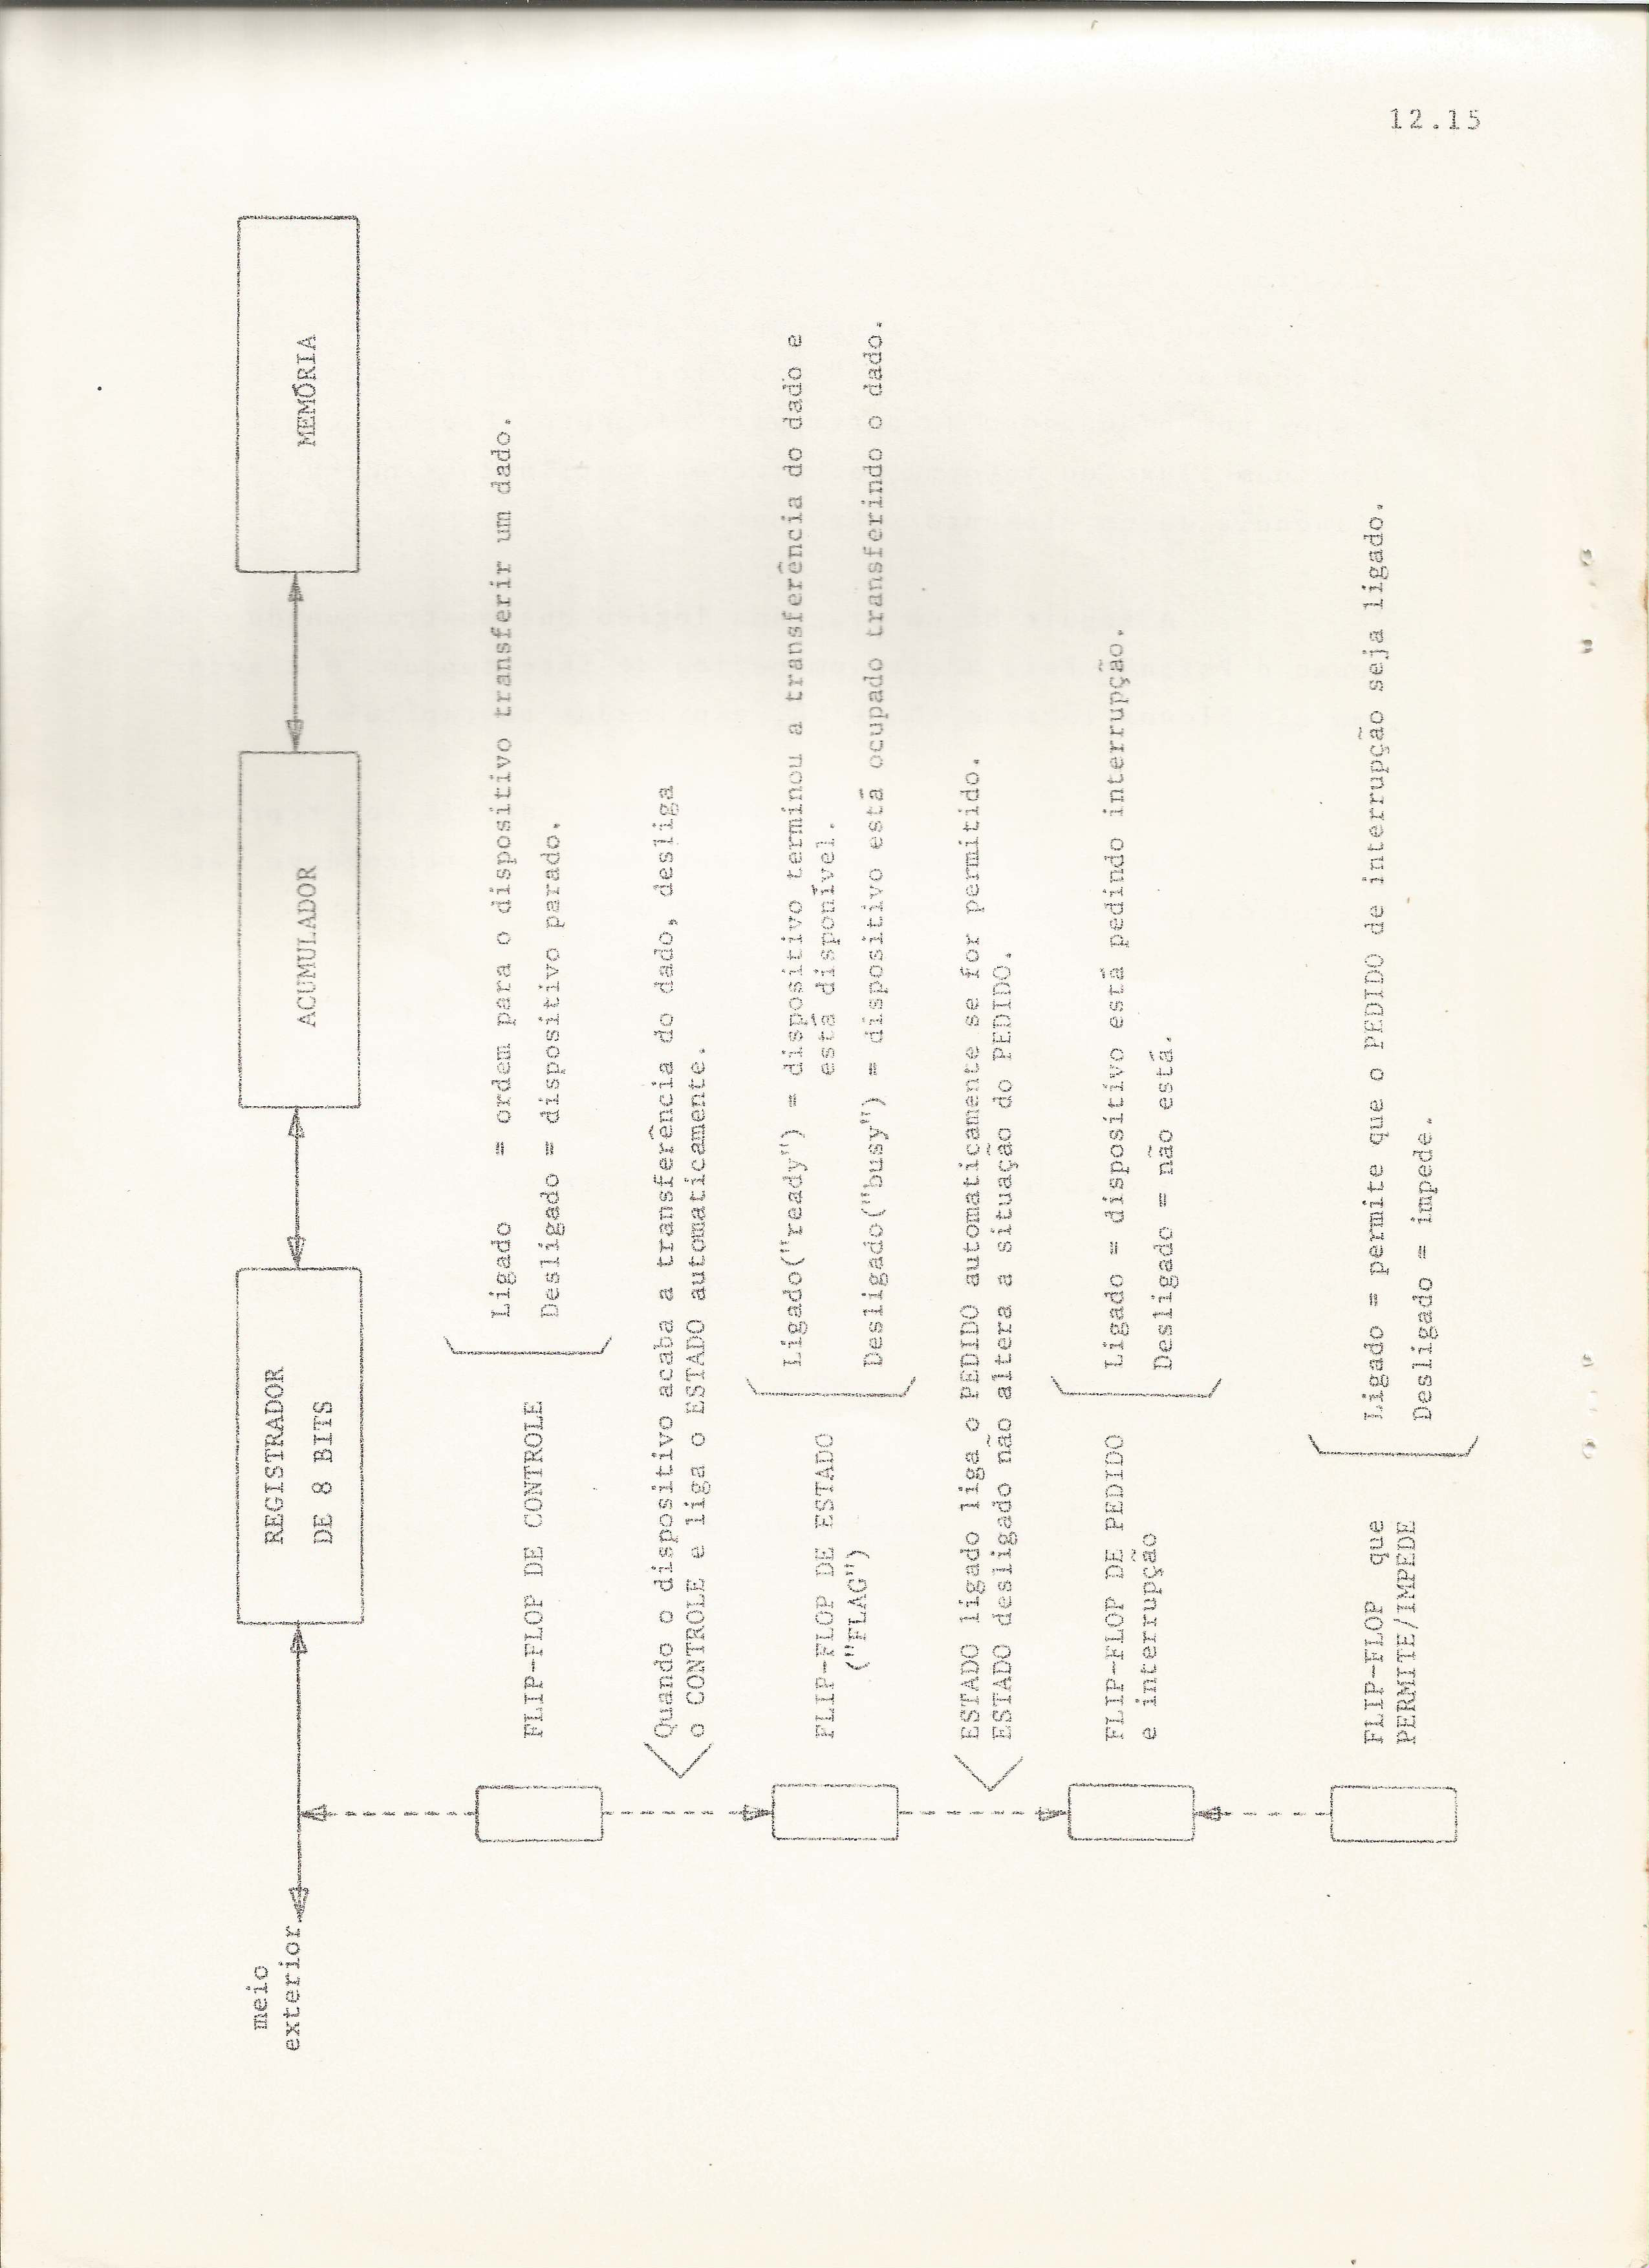 12.15
meio
exterior
REGISTRADOR
DE 8 BITS
ACUMULADOR
MEMÓRIA
FLIP-FLOP DE CONTROLE
Ligado = ordem para o dispositivo transferir um dado.
Desligado = dispositivo parado.
Quando o dispositivo acaba a transferência do dado, desliga
o CONTROLE e liga o ESTADO automaticamente.
FLIP-FLOP DE ESTADO
("FLAG")
Ligado("ready") = dispositivo terminou a transferência do dado e
está disponível.
Desligado("busy") = dispositivo está ocupado transferindo o dado.
ESTADO ligado liga o PEDIDO automaticamente se for permitido.
ESTADO desligado não altera a situação do PEDIDO.
FLIP-FLOP DE PEDIDO
e interrupção
Ligado = dispositivo está pedindo interrupção.
Desligado = não está.
FLIP-FLOP que
PERMITE/IMPEDE
Ligado = permite que o PEDIDO de interrupção seja ligado.
Desligado = impede.